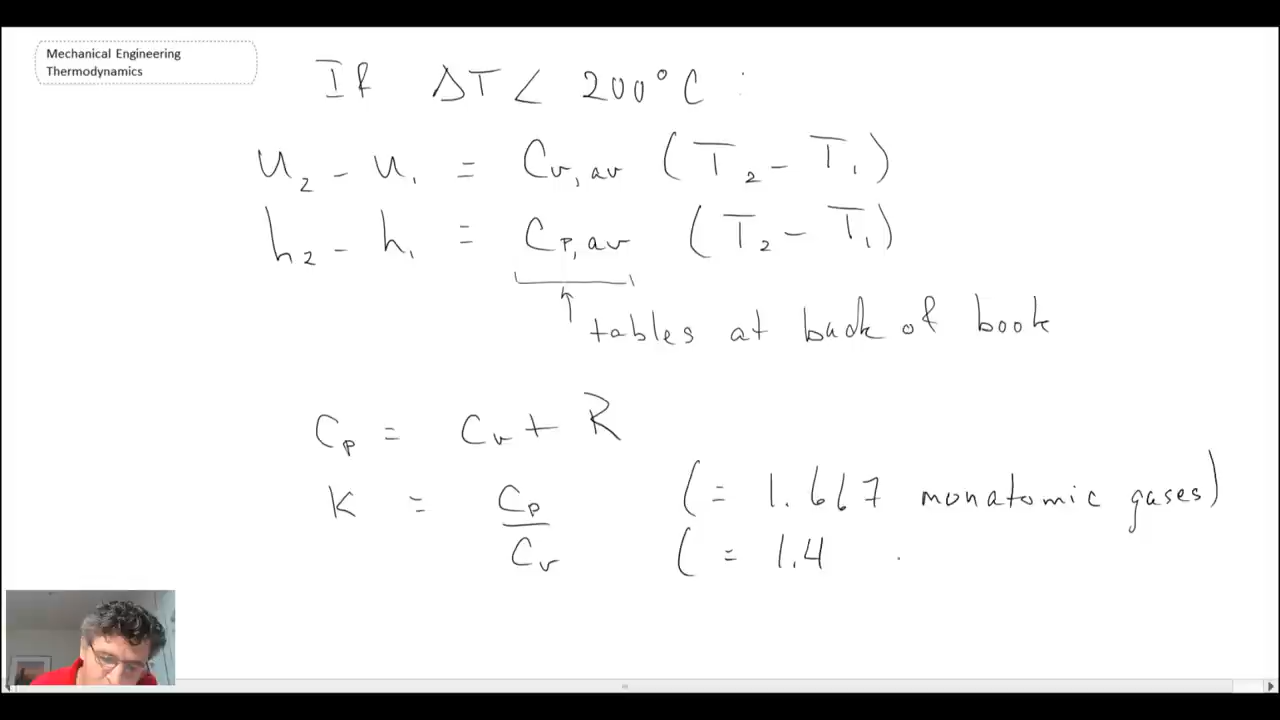 Mechanical Engineering
Thermodynamics
IF ΔT < 200°C :
u₂ - u₁ = Cv,av (T₂ - T₁)
h₂ - h₁ = Cp,av (T₂ - T₁)
tables at back of book
Cp = Cv + R
K = Cp/Cv (= 1.667 monatomic gases)
(= 1.4